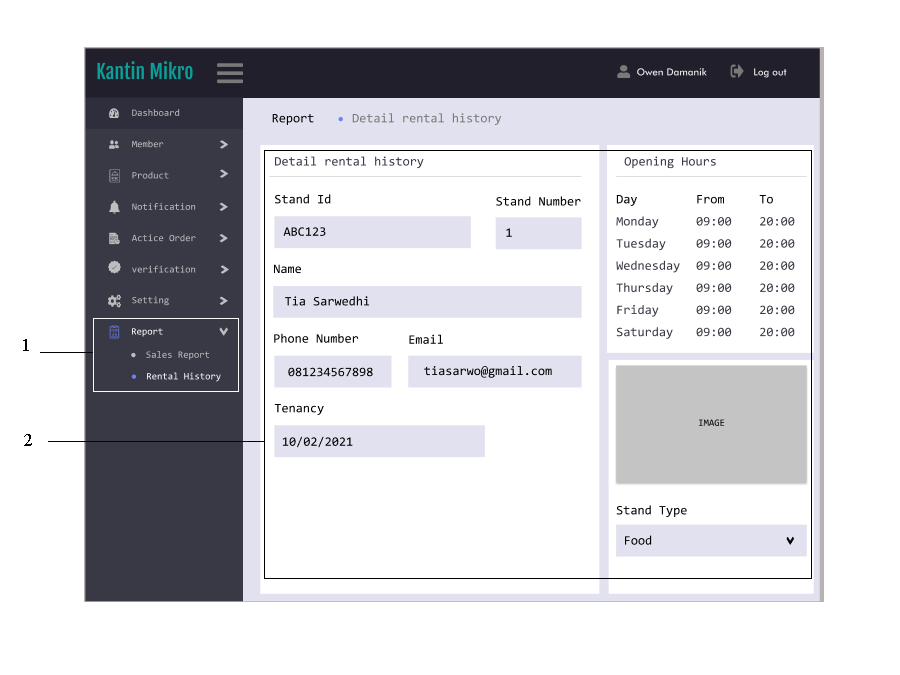 Kantin Mikro
Owen Damanik
Log out
Dashboard
Member
Product
Notification
Actice Order
verification
Setting
Report
Sales Report
Rental History
1
2
Report
Detail rental history
Detail rental history
Stand Id
Stand Number
ABC123
1
Name
Tia Sarwedhi
Phone Number
Email
081234567898
tiasarwo@gmail.com
Tenancy
10/02/2021
Opening Hours
Day From To
Monday 09:00 20:00
Tuesday 09:00 20:00
Wednesday 09:00 20:00
Thursday 09:00 20:00
Friday 09:00 20:00
Saturday 09:00 20:00
IMAGE
Stand Type
Food